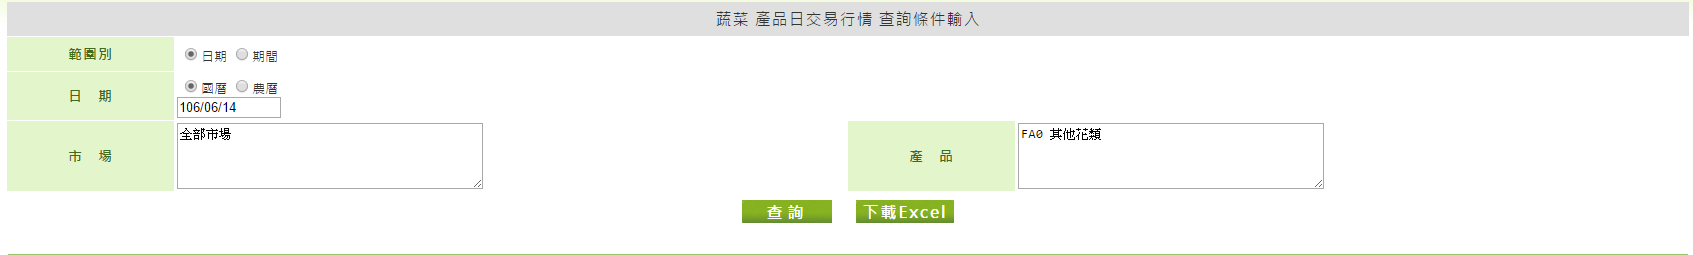 蔬菜 產品日交易行情 查詢條件輸入
範圍別 日期 期間
日 期 國曆 農曆
106/06/14
市 場 全部市場 產 品 FA0 其他花類
查詢 下載Excel